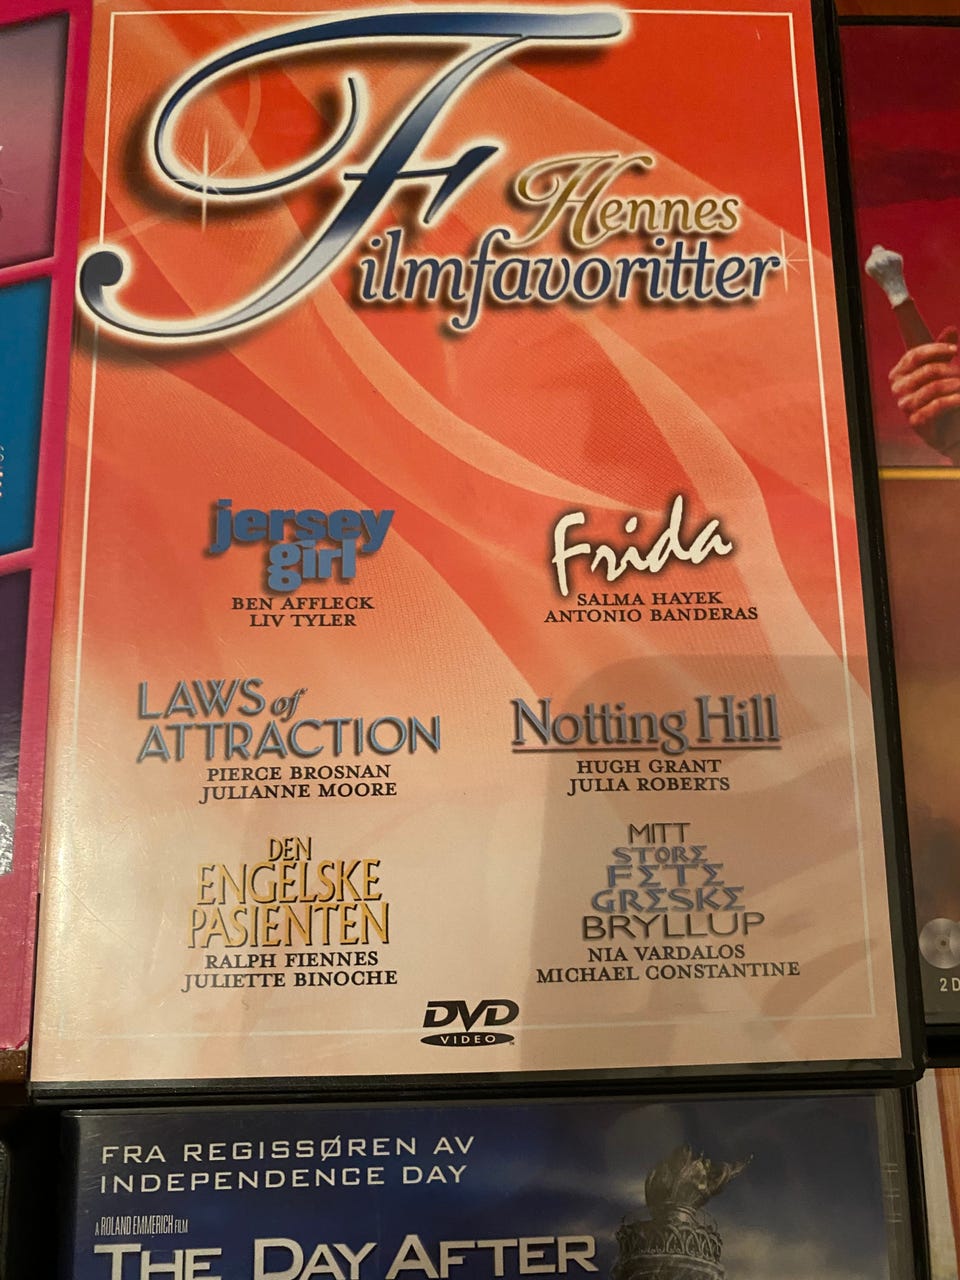 Hennes
Filmfavoritter
jersey
girl
BEN AFFLECK
LIV TYLER
Frida
SALMA HAYEK
ANTONIO BANDERAS
LAWS of
ATTRACTION
PIERCE BROSNAN
JULIANNE MOORE
Notting Hill
HUGH GRANT
JULIA ROBERTS
DEN
ENGELSKE
PASIENTEN
RALPH FIENNES
JULIETTE BINOCHE
MITT
STORE
FETE
GRESKE
BRYLLUP
NIA VARDALOS
MICHAEL CONSTANTINE
DVD
VIDEO
2 D
FRA REGISSØREN AV
INDEPENDENCE DAY
A ROLAND EMMERICH FILM
THE DAY AFTER